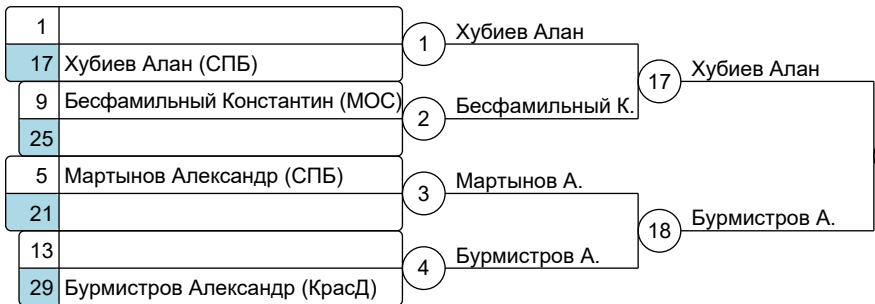 1
17 Хубиев Алан (СПБ)
1 Хубиев Алан
9 Бесфамильный Константин (МОС)
25
2 Бесфамильный К.
17 Хубиев Алан
5 Мартынов Александр (СПБ)
21
3 Мартынов А.
13
29 Бурмистров Александр (КрасД)
4 Бурмистров А.
18 Бурмистров А.